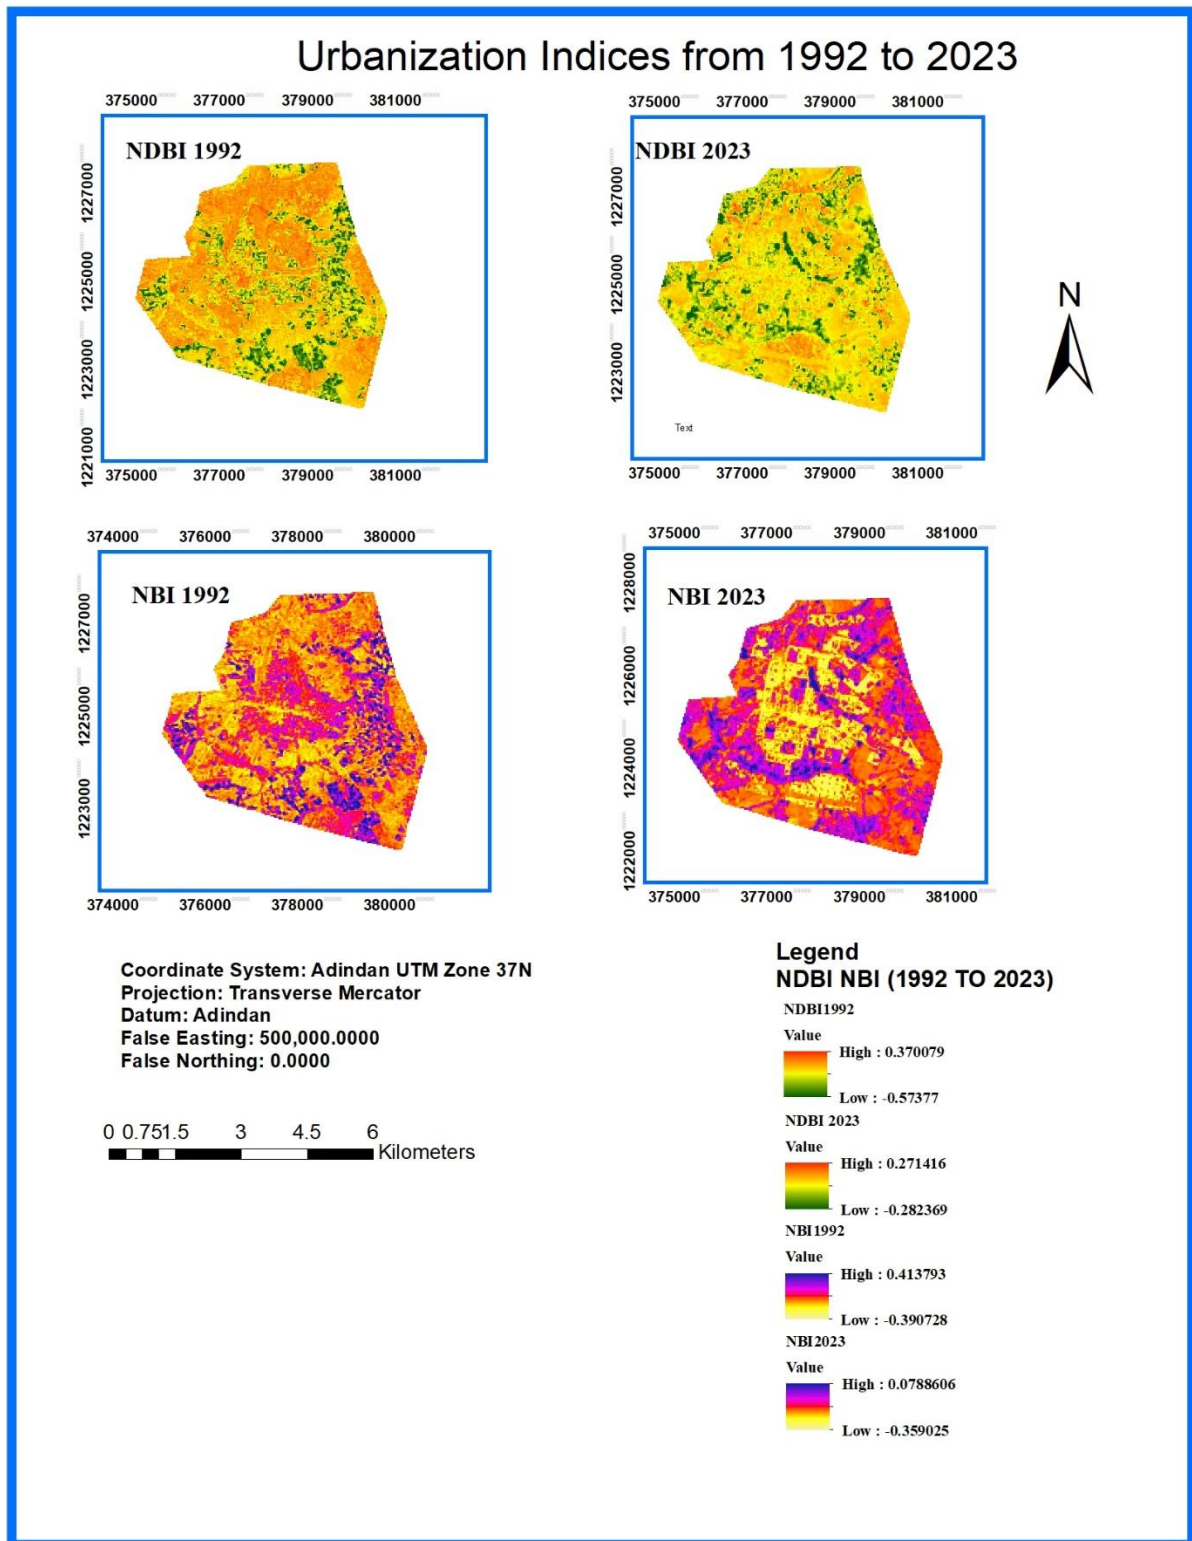 Urbanization Indices from 1992 to 2023
375000 377000 379000 381000
NDBI 1992
1227000
1225000
1223000
1221000
375000 377000 379000 381000
375000 377000 379000 381000
NDBI 2023
1227000
1225000
1223000
Text
375000 377000 379000 381000
N
374000 376000 378000 380000
NBI 1992
1227000
1225000
1223000
374000 376000 378000 380000
375000 377000 379000 381000
NBI 2023
1228000
1226000
1224000
1222000
375000 377000 379000 381000
Coordinate System: Adindan UTM Zone 37N
Projection: Transverse Mercator
Datum: Adindan
False Easting: 500,000.0000
False Northing: 0.0000
0 0.751.5 3 4.5 6
Kilometers
Legend
NDBI NBI (1992 TO 2023)
NDBI1992
Value
High : 0.370079
Low : -0.57377
NDBI 2023
Value
High : 0.271416
Low : -0.282369
NBI1992
Value
High : 0.413793
Low : -0.390728
NBI2023
Value
High : 0.0788606
Low : -0.359025